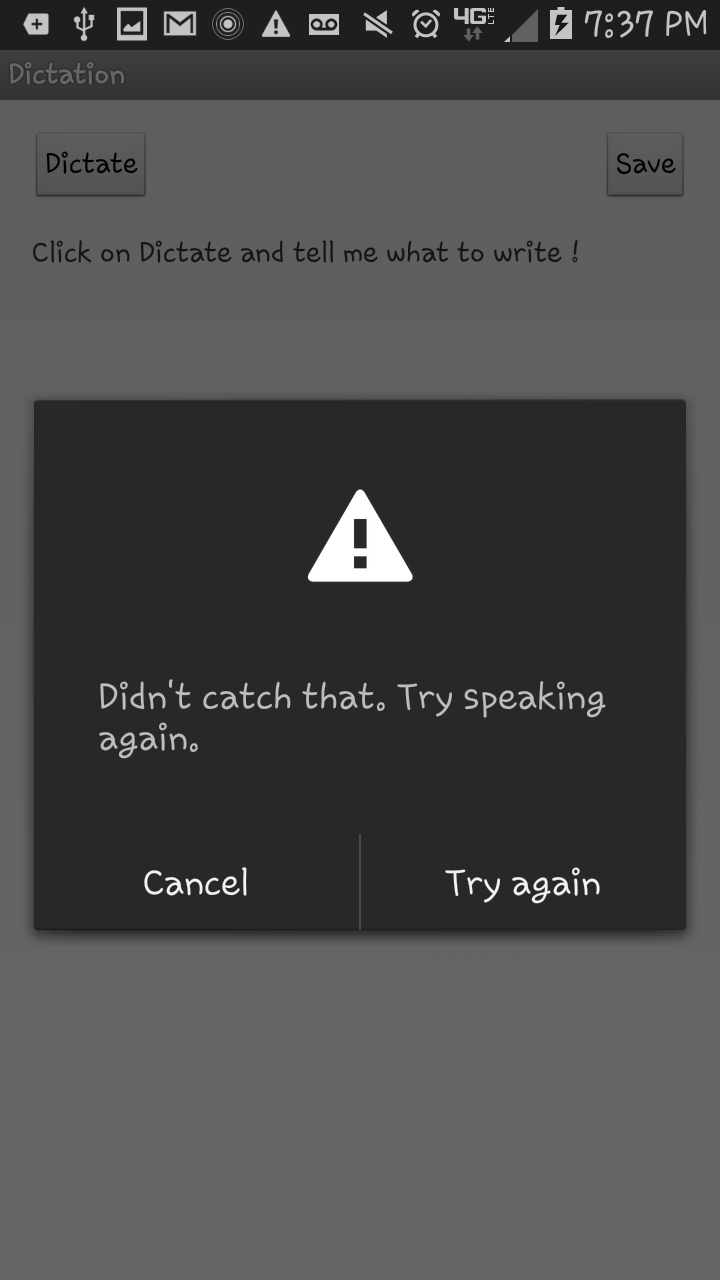 4G LTE 7:37 PM
Dictation
Dictate Save
Click on Dictate and tell me what to write !
Didn't catch that. Try speaking
again.
Cancel Try again